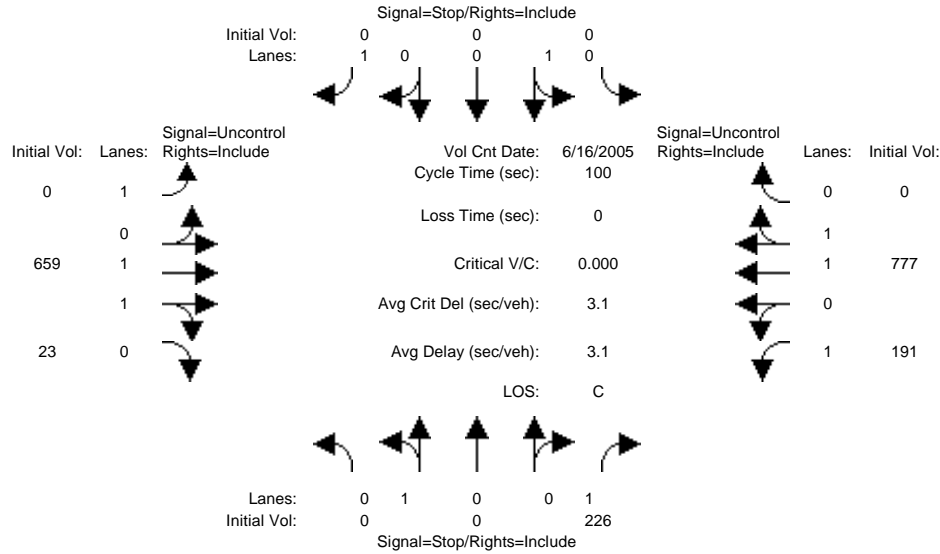 Signal=Stop/Rights=Include
Initial Vol: 0 0 0
Lanes: 1 0 0 1 0
Signal=Uncontrol
Initial Vol: Lanes: Rights=Include
Vol Cnt Date: 6/16/2005
Signal=Uncontrol
Rights=Include Lanes: Initial Vol:
Cycle Time (sec): 100
0 1
0 0
Loss Time (sec): 0
0
1
659 1
Critical V/C: 0.000
1 777
1
Avg Crit Del (sec/veh): 3.1
0
23 0
Avg Delay (sec/veh): 3.1
1 191
LOS: C
Lanes: 0 1 0 0 1
Initial Vol: 0 0 226
Signal=Stop/Rights=Include